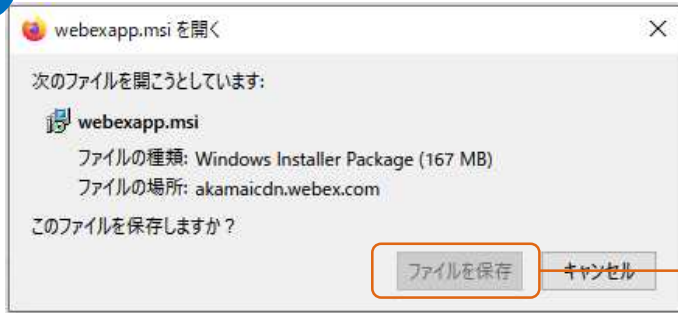 webexapp.msi を開く
次のファイルを開こうとしています:
webexapp.msi
ファイルの種類: Windows Installer Package (167 MB)
ファイルの場所: akamaicdn.webex.com
このファイルを保存しますか？
ファイルを保存 キャンセル